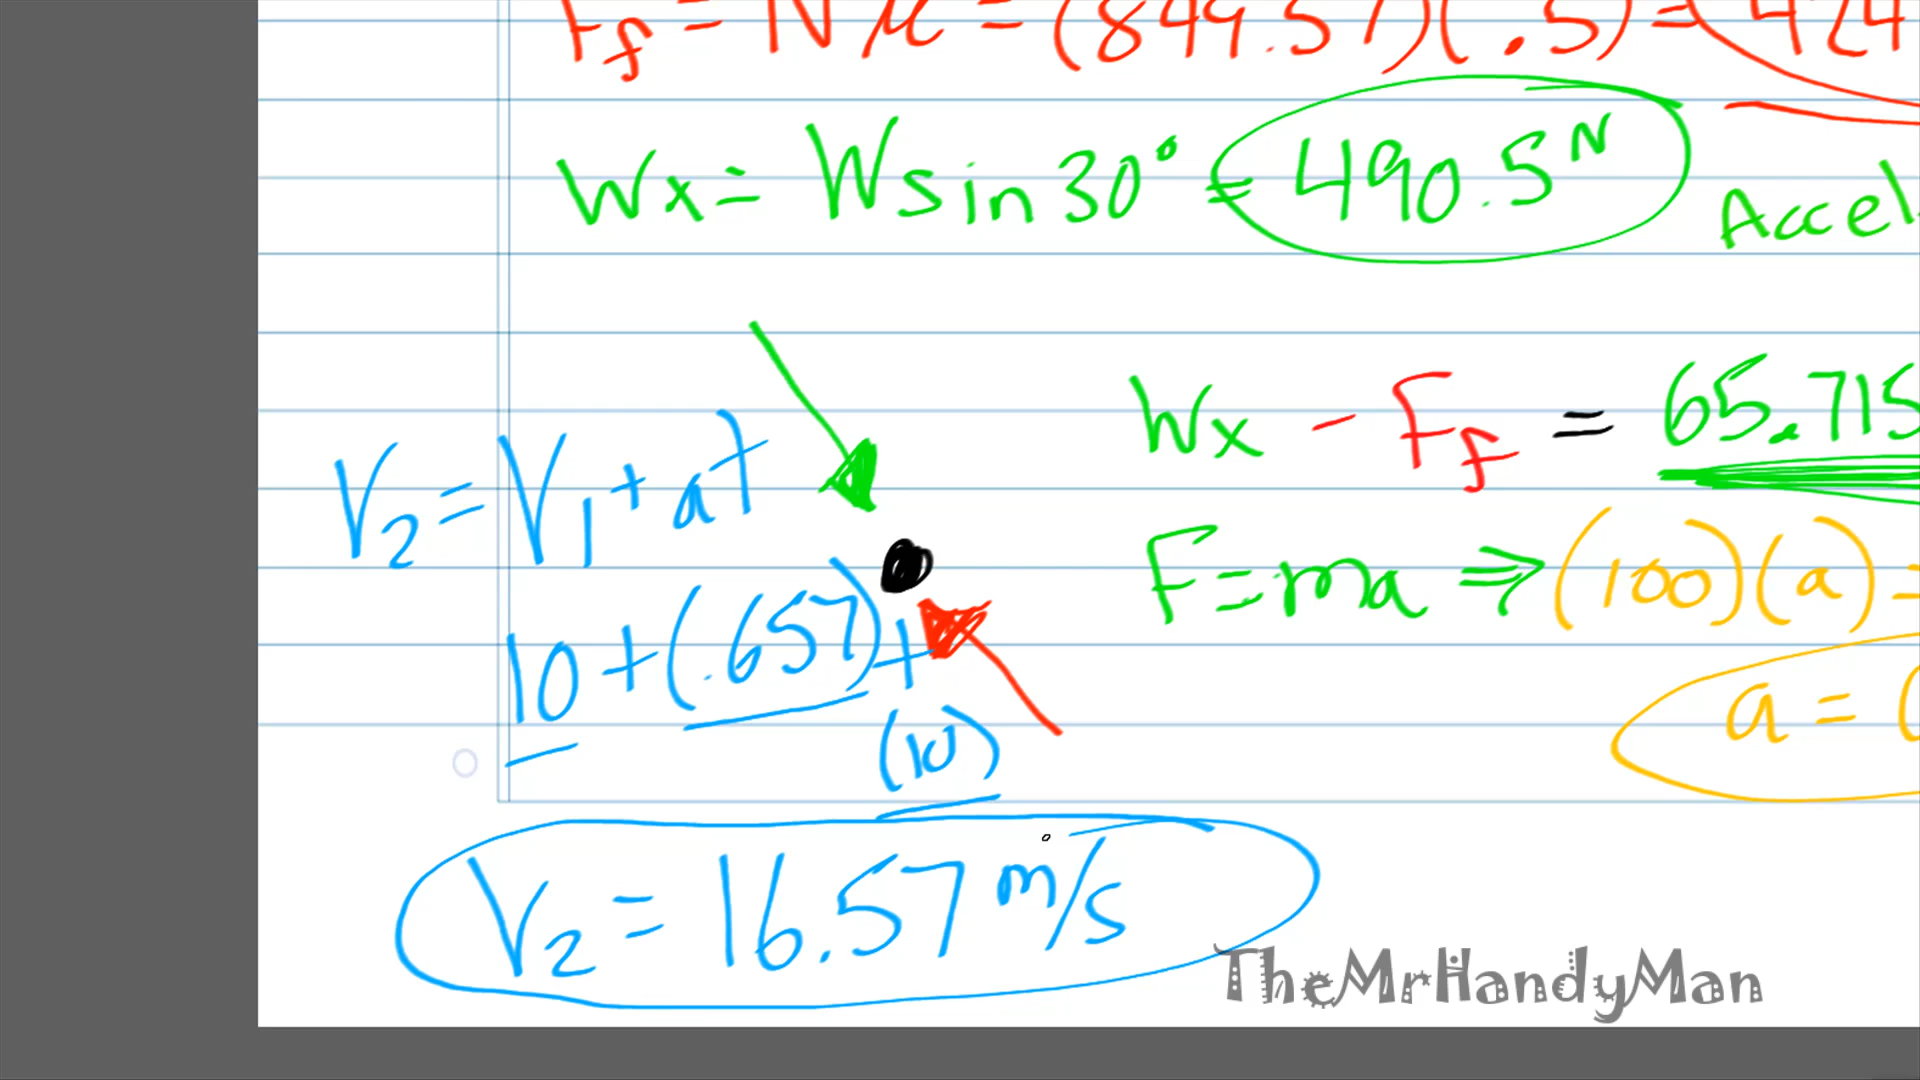 Ff = Nμ = (849.57)(.5) = 424
Wx = W sin 30° = 490.5 N
Accel
Wx - Ff = 65.715
V2 = V1 + at
F = ma ⇒ (100)(a) =
10 + (.657) t
(10)
a = (
V2 = 16.57 m/s
TheMrHandyMan